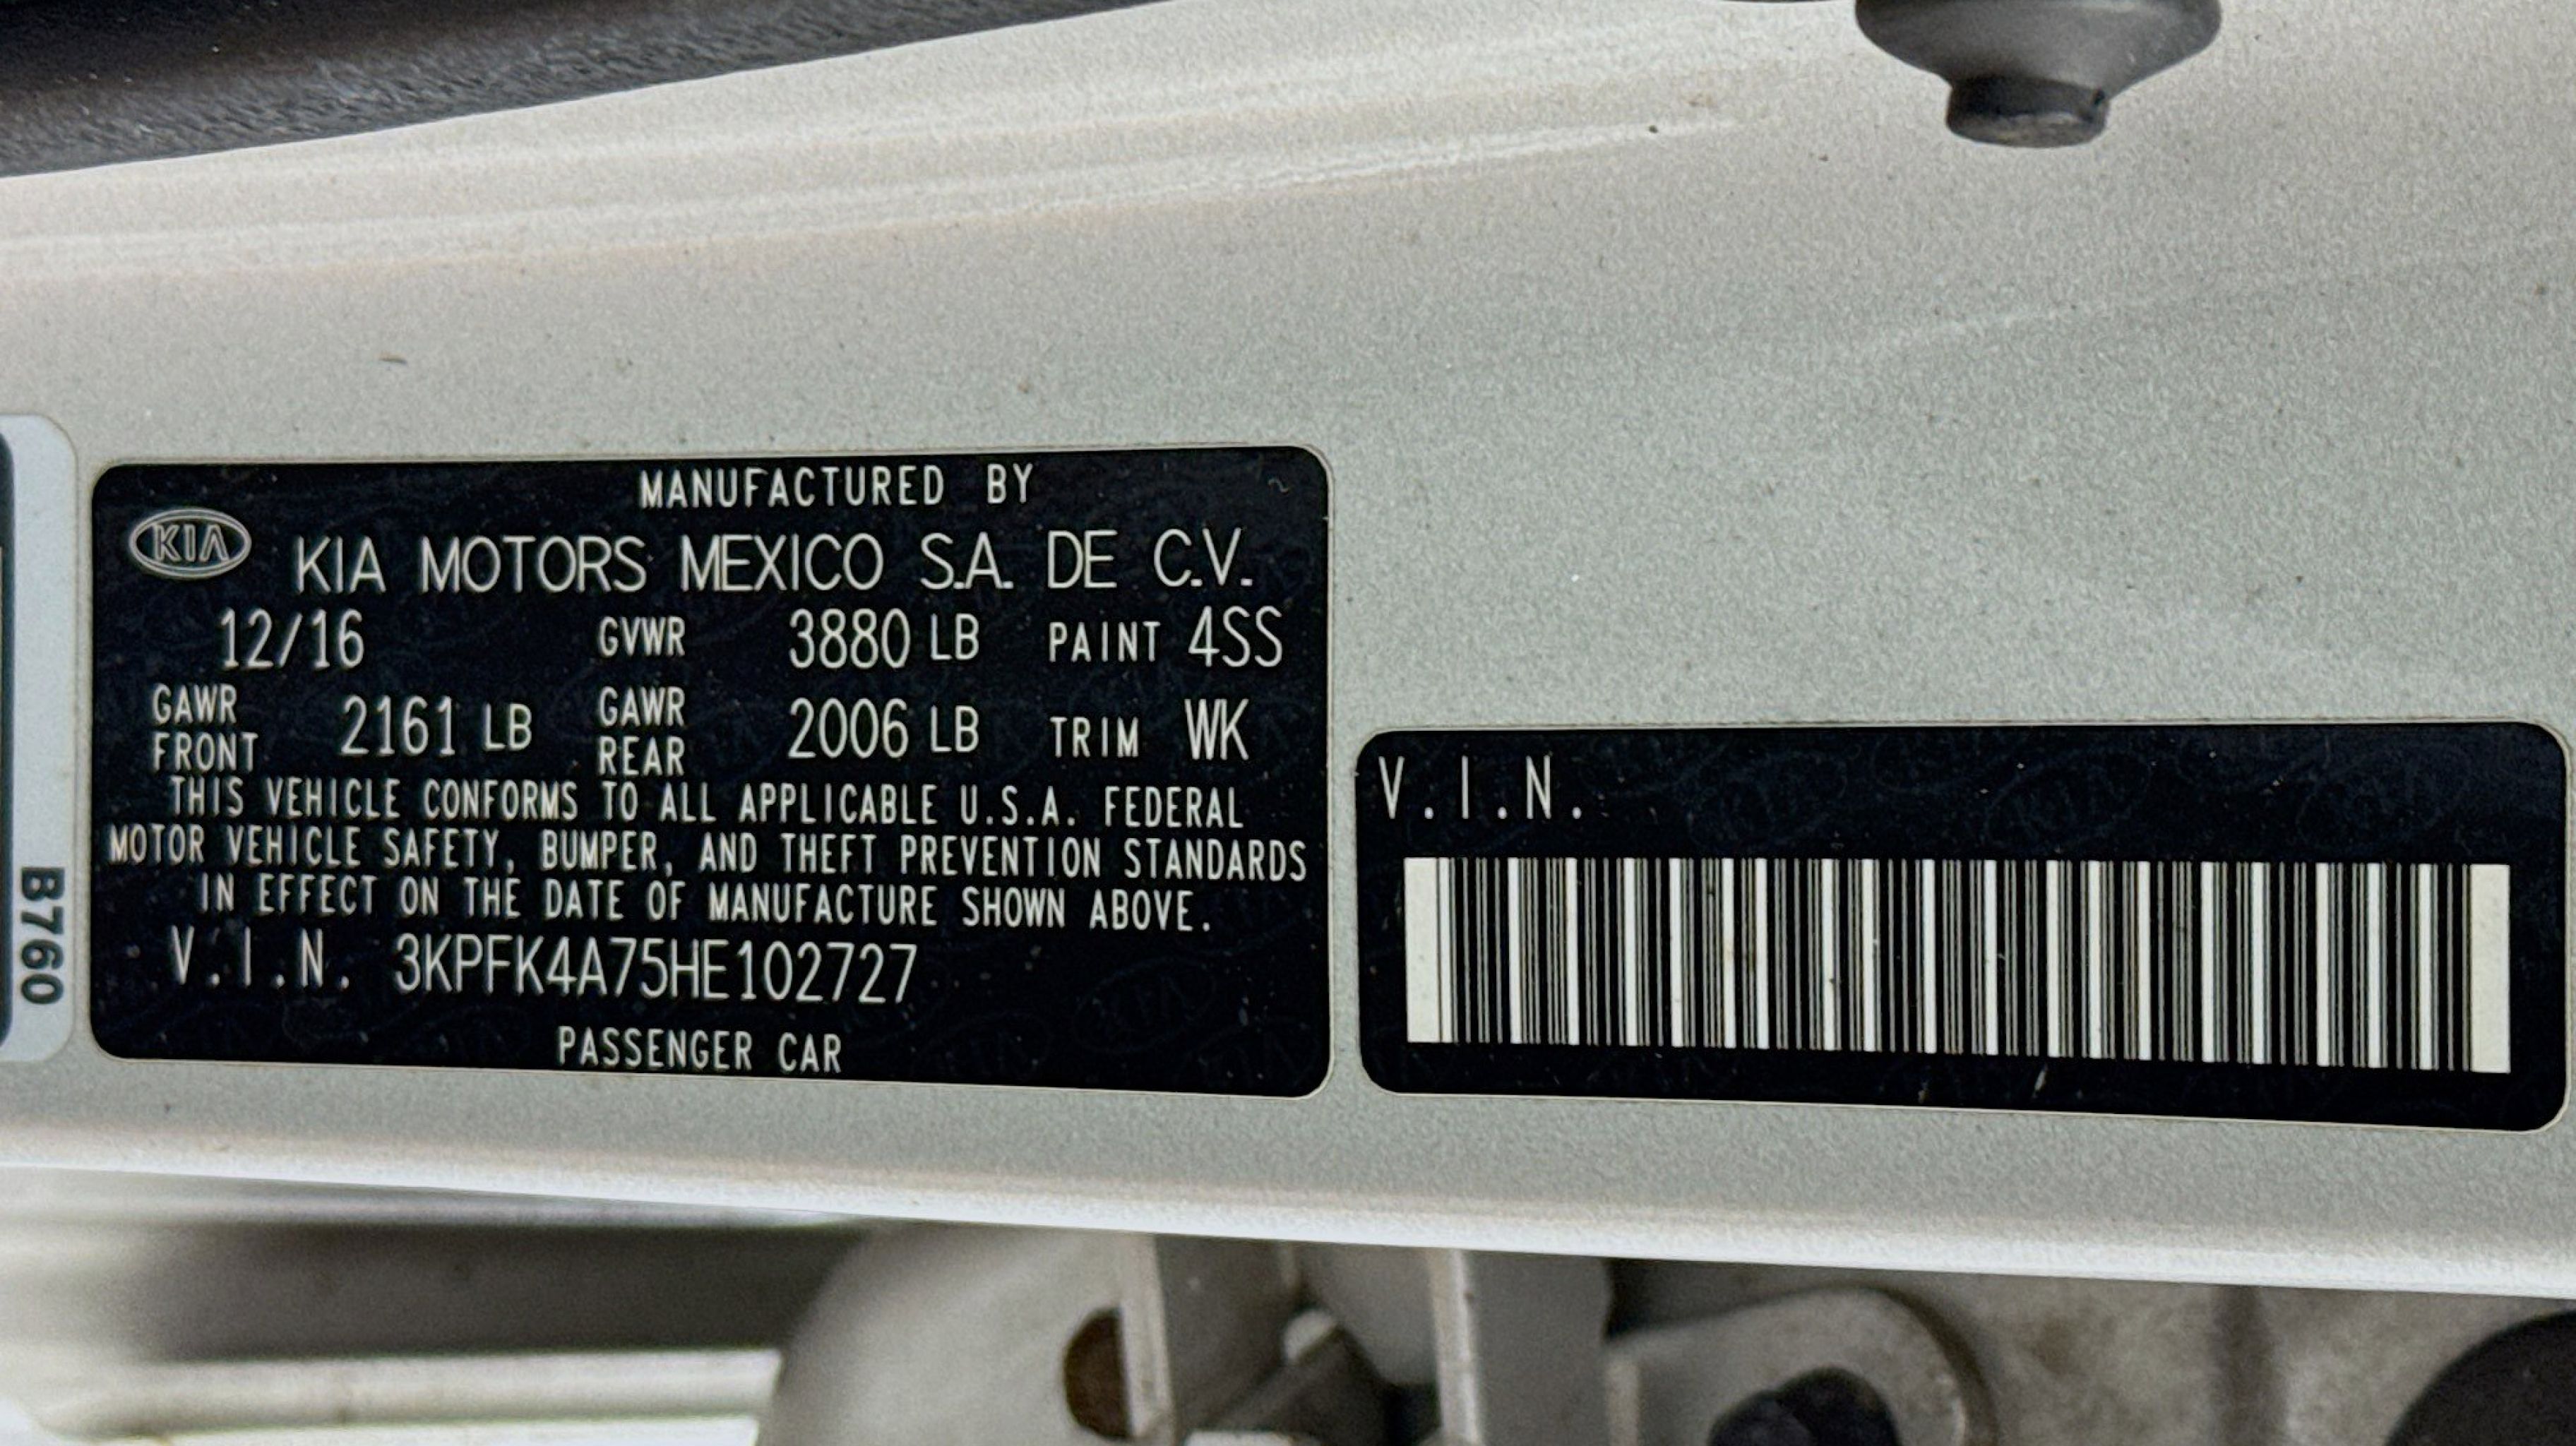 MANUFACTURED BY
KIA KIA MOTORS MEXICO S.A. DE C.V.
12/16 GVWR 3880 LB PAINT 4SS
GAWR FRONT 2161 LB GAWR REAR 2006 LB TRIM WK
THIS VEHICLE CONFORMS TO ALL APPLICABLE U.S.A. FEDERAL
MOTOR VEHICLE SAFETY, BUMPER, AND THEFT PREVENTION STANDARDS
IN EFFECT ON THE DATE OF MANUFACTURE SHOWN ABOVE.
V.I.N. 3KPFK4A75HE102727
PASSENGER CAR
V.I.N.
B760